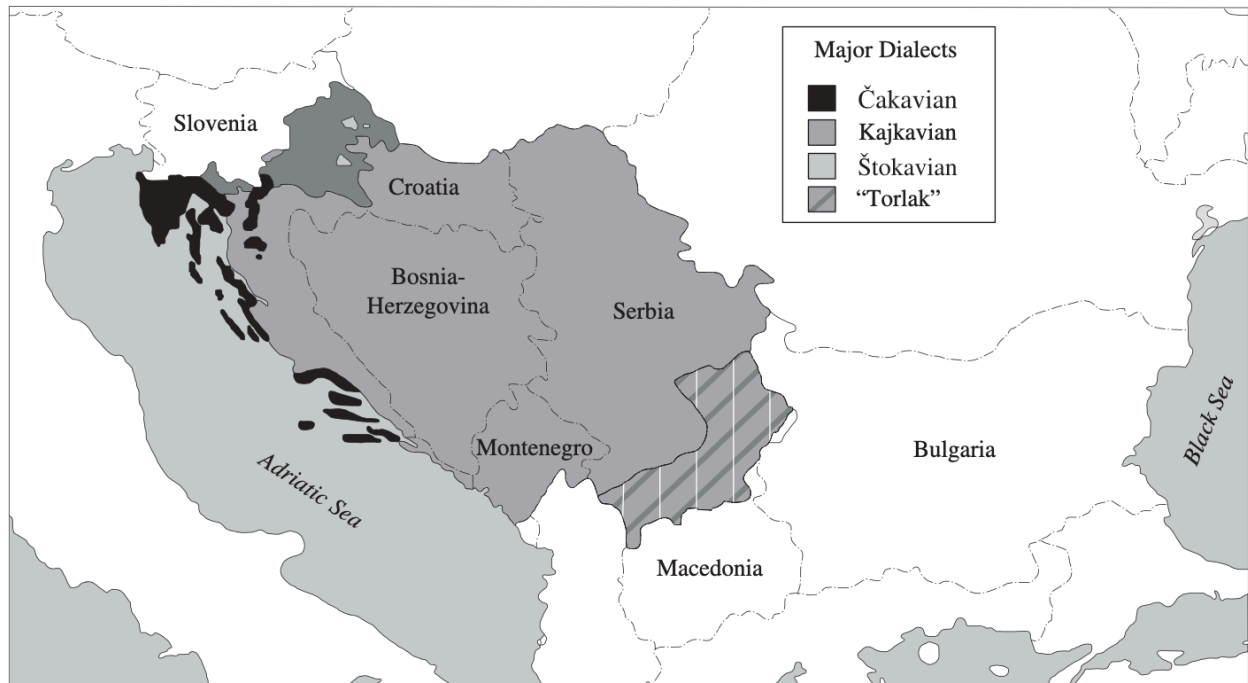 Major Dialects
Čakavian
Kajkavian
Štokavian
“Torlak”
Slovenia
Croatia
Bosnia-
Herzegovina
Serbia
Montenegro
Bulgaria
Black Sea
Adriatic Sea
Macedonia